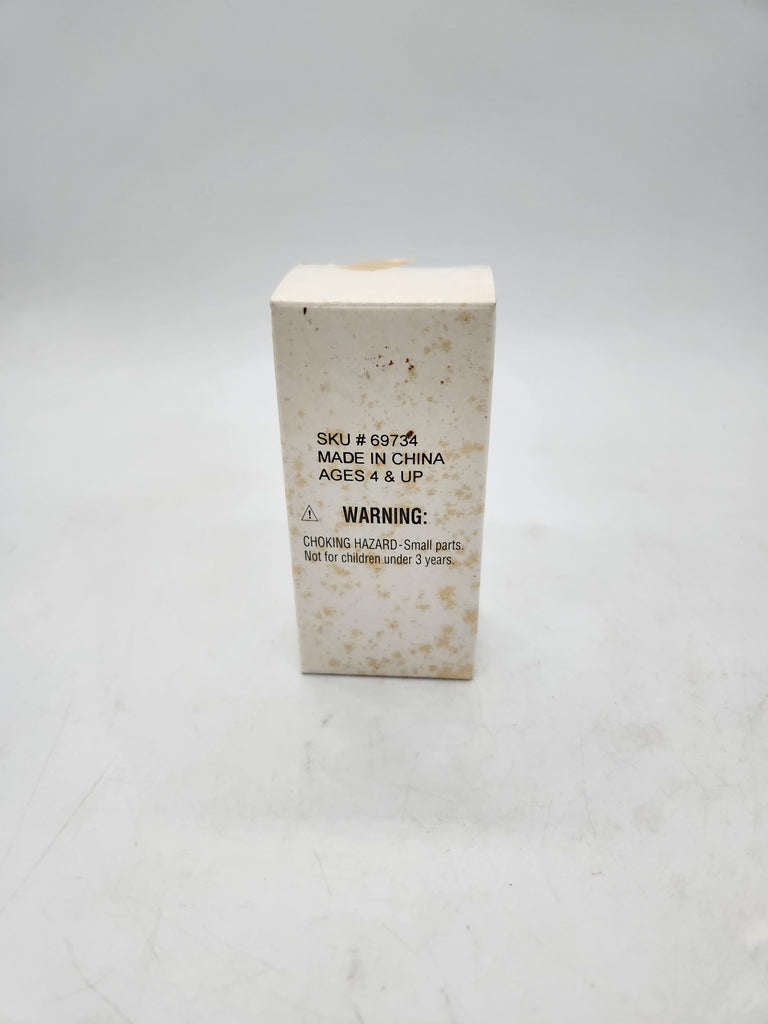 SKU # 69734
MADE IN CHINA
AGES 4 & UP
WARNING:
CHOKING HAZARD-Small parts.
Not for children under 3 years.